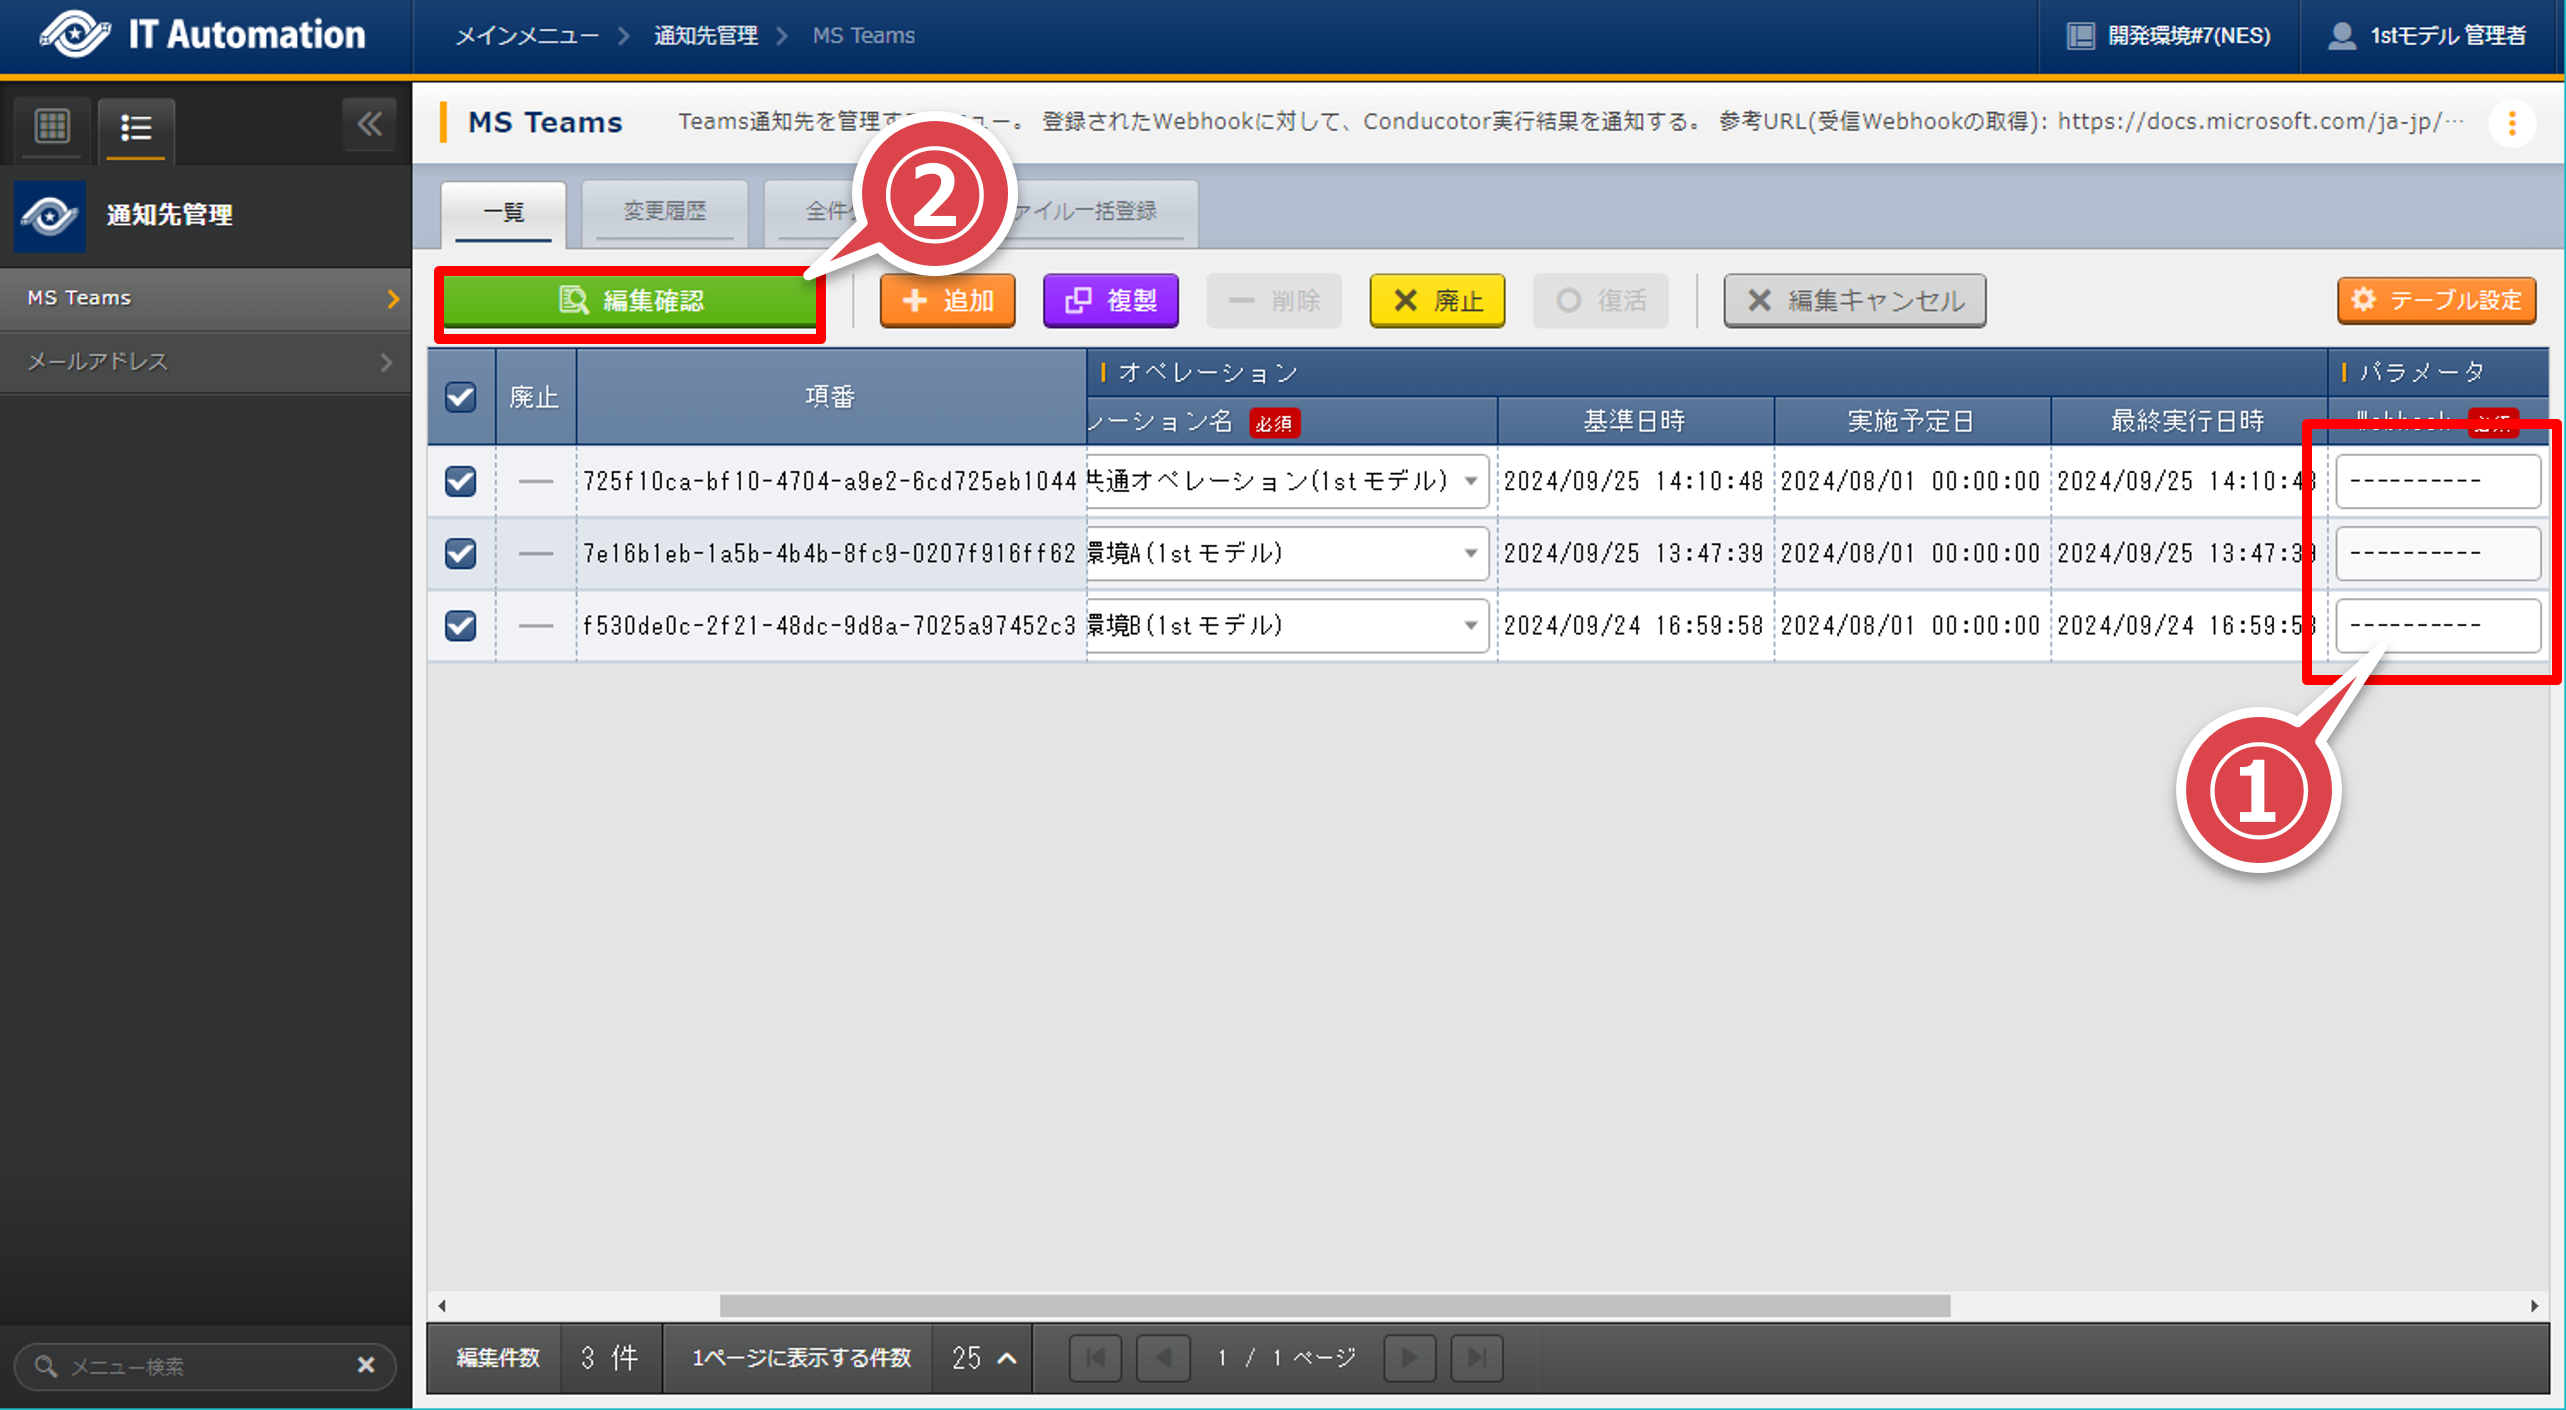 IT Automation
メインメニュー
通知先管理
MS Teams
開発環境#7(NES)
1stモデル 管理者
MS Teams
Teams通知先を管理す
ュー。 登録されたWebhookに対して、Conducotor実行結果を通知する。 参考URL(受信Webhookの取得): https://docs.microsoft.com/ja-jp/…
通知先管理
MS Teams
メールアドレス
一覧
変更履歴
全件
ァイル一括登録
②
編集確認
追加
複製
削除
廃止
復活
編集キャンセル
テーブル設定
廃止
項番
オペレーション
パラメータ
レーション名 必須
基準日時
実施予定日
最終実行日時
Webhook 必須
725f10ca-bf10-4704-a9e2-6cd725eb1044 共通オペレーション(1stモデル) 2024/09/25 14:10:48 2024/08/01 00:00:00 2024/09/25 14:10:48 ----------
7e16b1eb-1a5b-4b4b-8fc9-0207f916ff62 環境A(1stモデル) 2024/09/25 13:47:39 2024/08/01 00:00:00 2024/09/25 13:47:39 ----------
f530de0c-2f21-48dc-9d8a-7025a97452c3 環境B(1stモデル) 2024/09/24 16:59:58 2024/08/01 00:00:00 2024/09/24 16:59:58 ----------
①
メニュー検索
編集件数 3 件
1ページに表示する件数 25
1 / 1 ページ